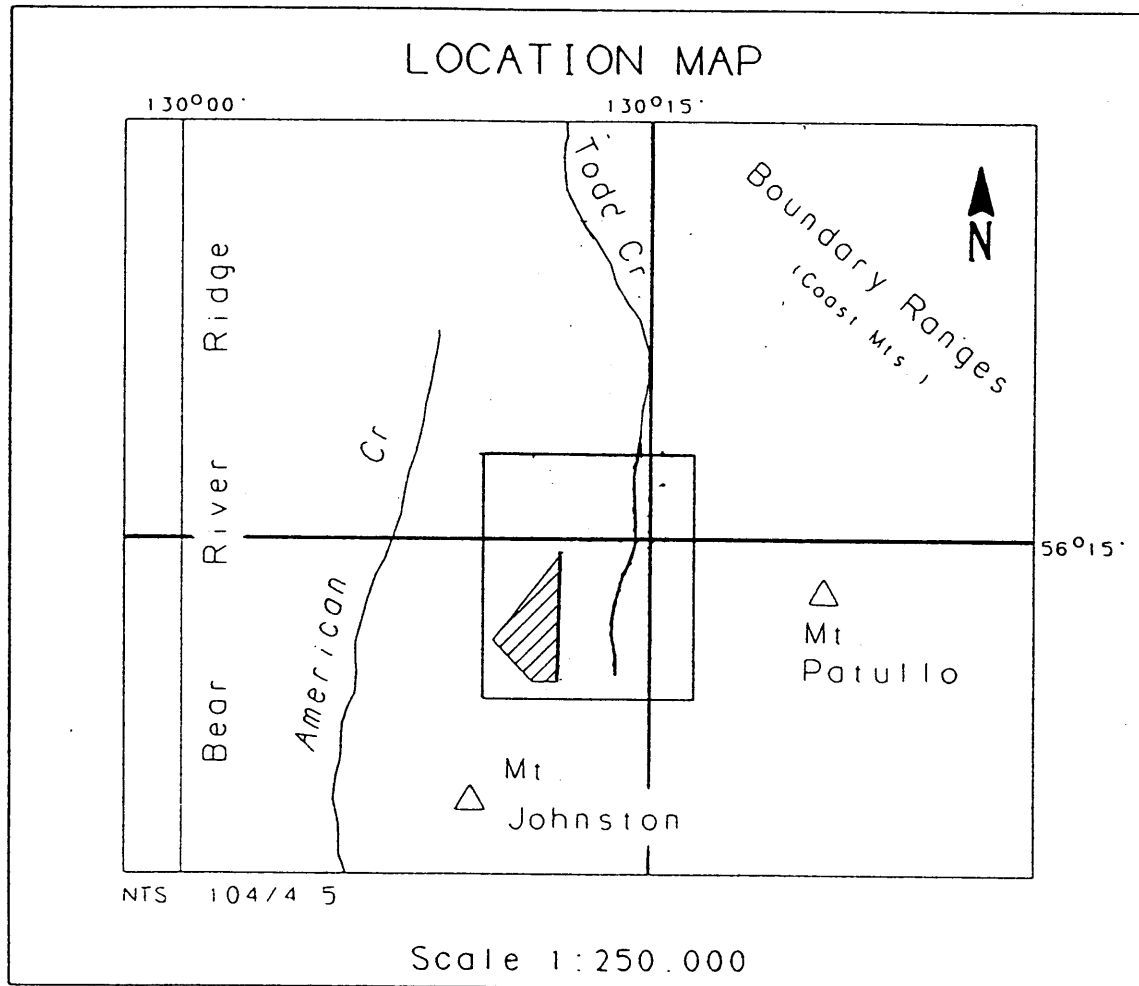 LOCATION MAP
130°00'
130°15'
Todd Cr
Boundary Ranges
(Coast Mts.)
N
Bear River Ridge
American Cr
56°15'
Mt
Patullo
Mt
Johnston
NTS 104/4 5
Scale 1:250.000